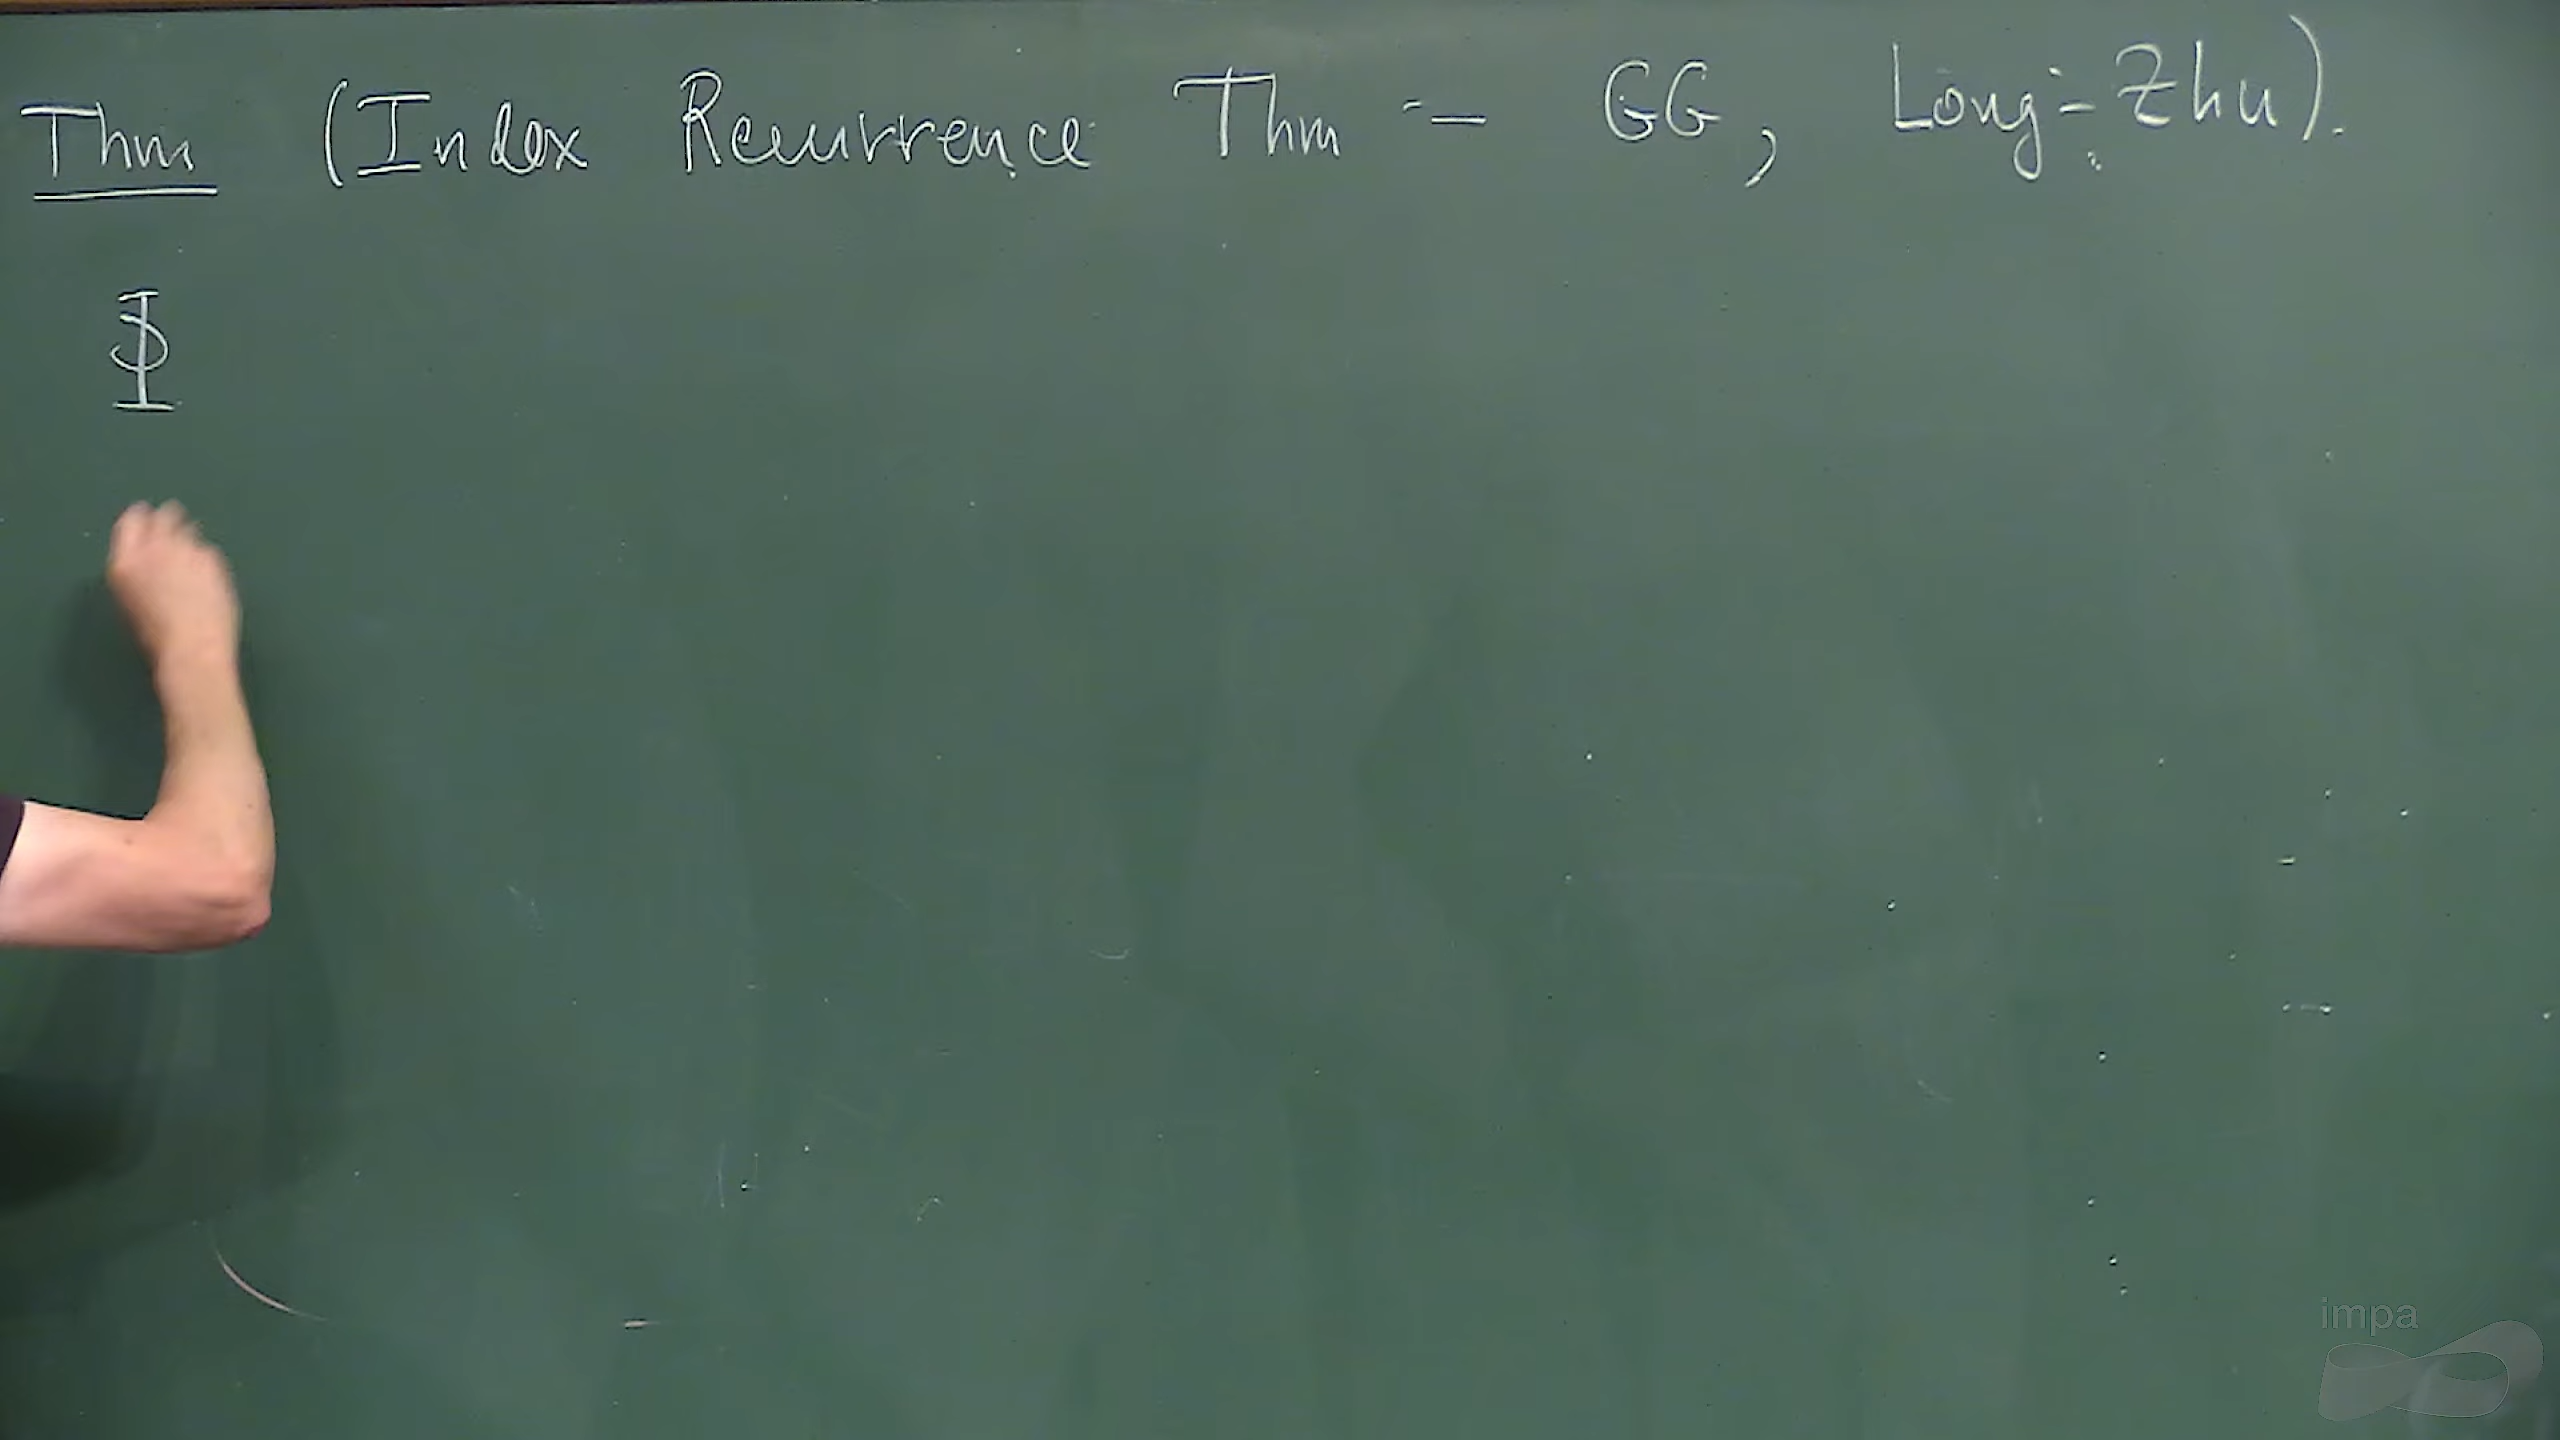 Thm (Index Recurrence Thm - GG, Long-Zhu).
Φ
impa